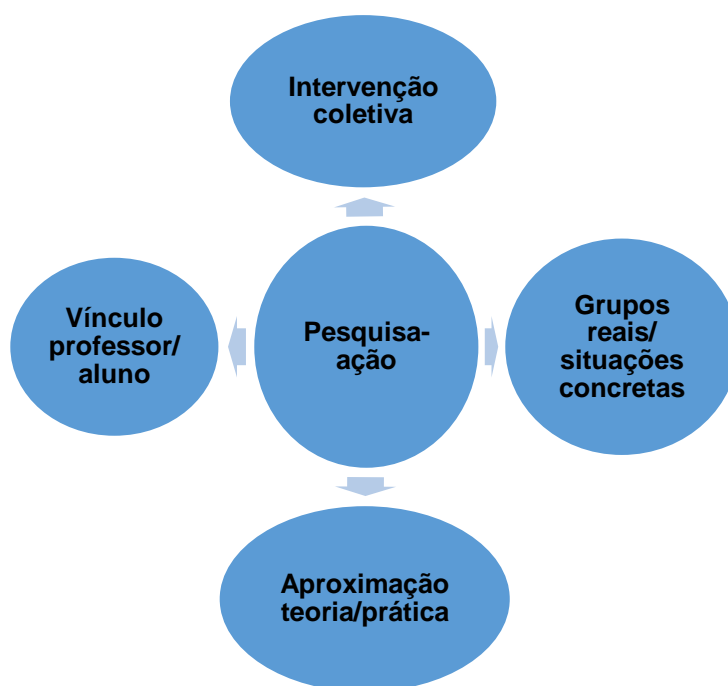 Intervenção
coletiva
Vínculo
professor/
aluno
Pesquisa-
ação
Grupos
reais/
situações
concretas
Aproximação
teoria/prática